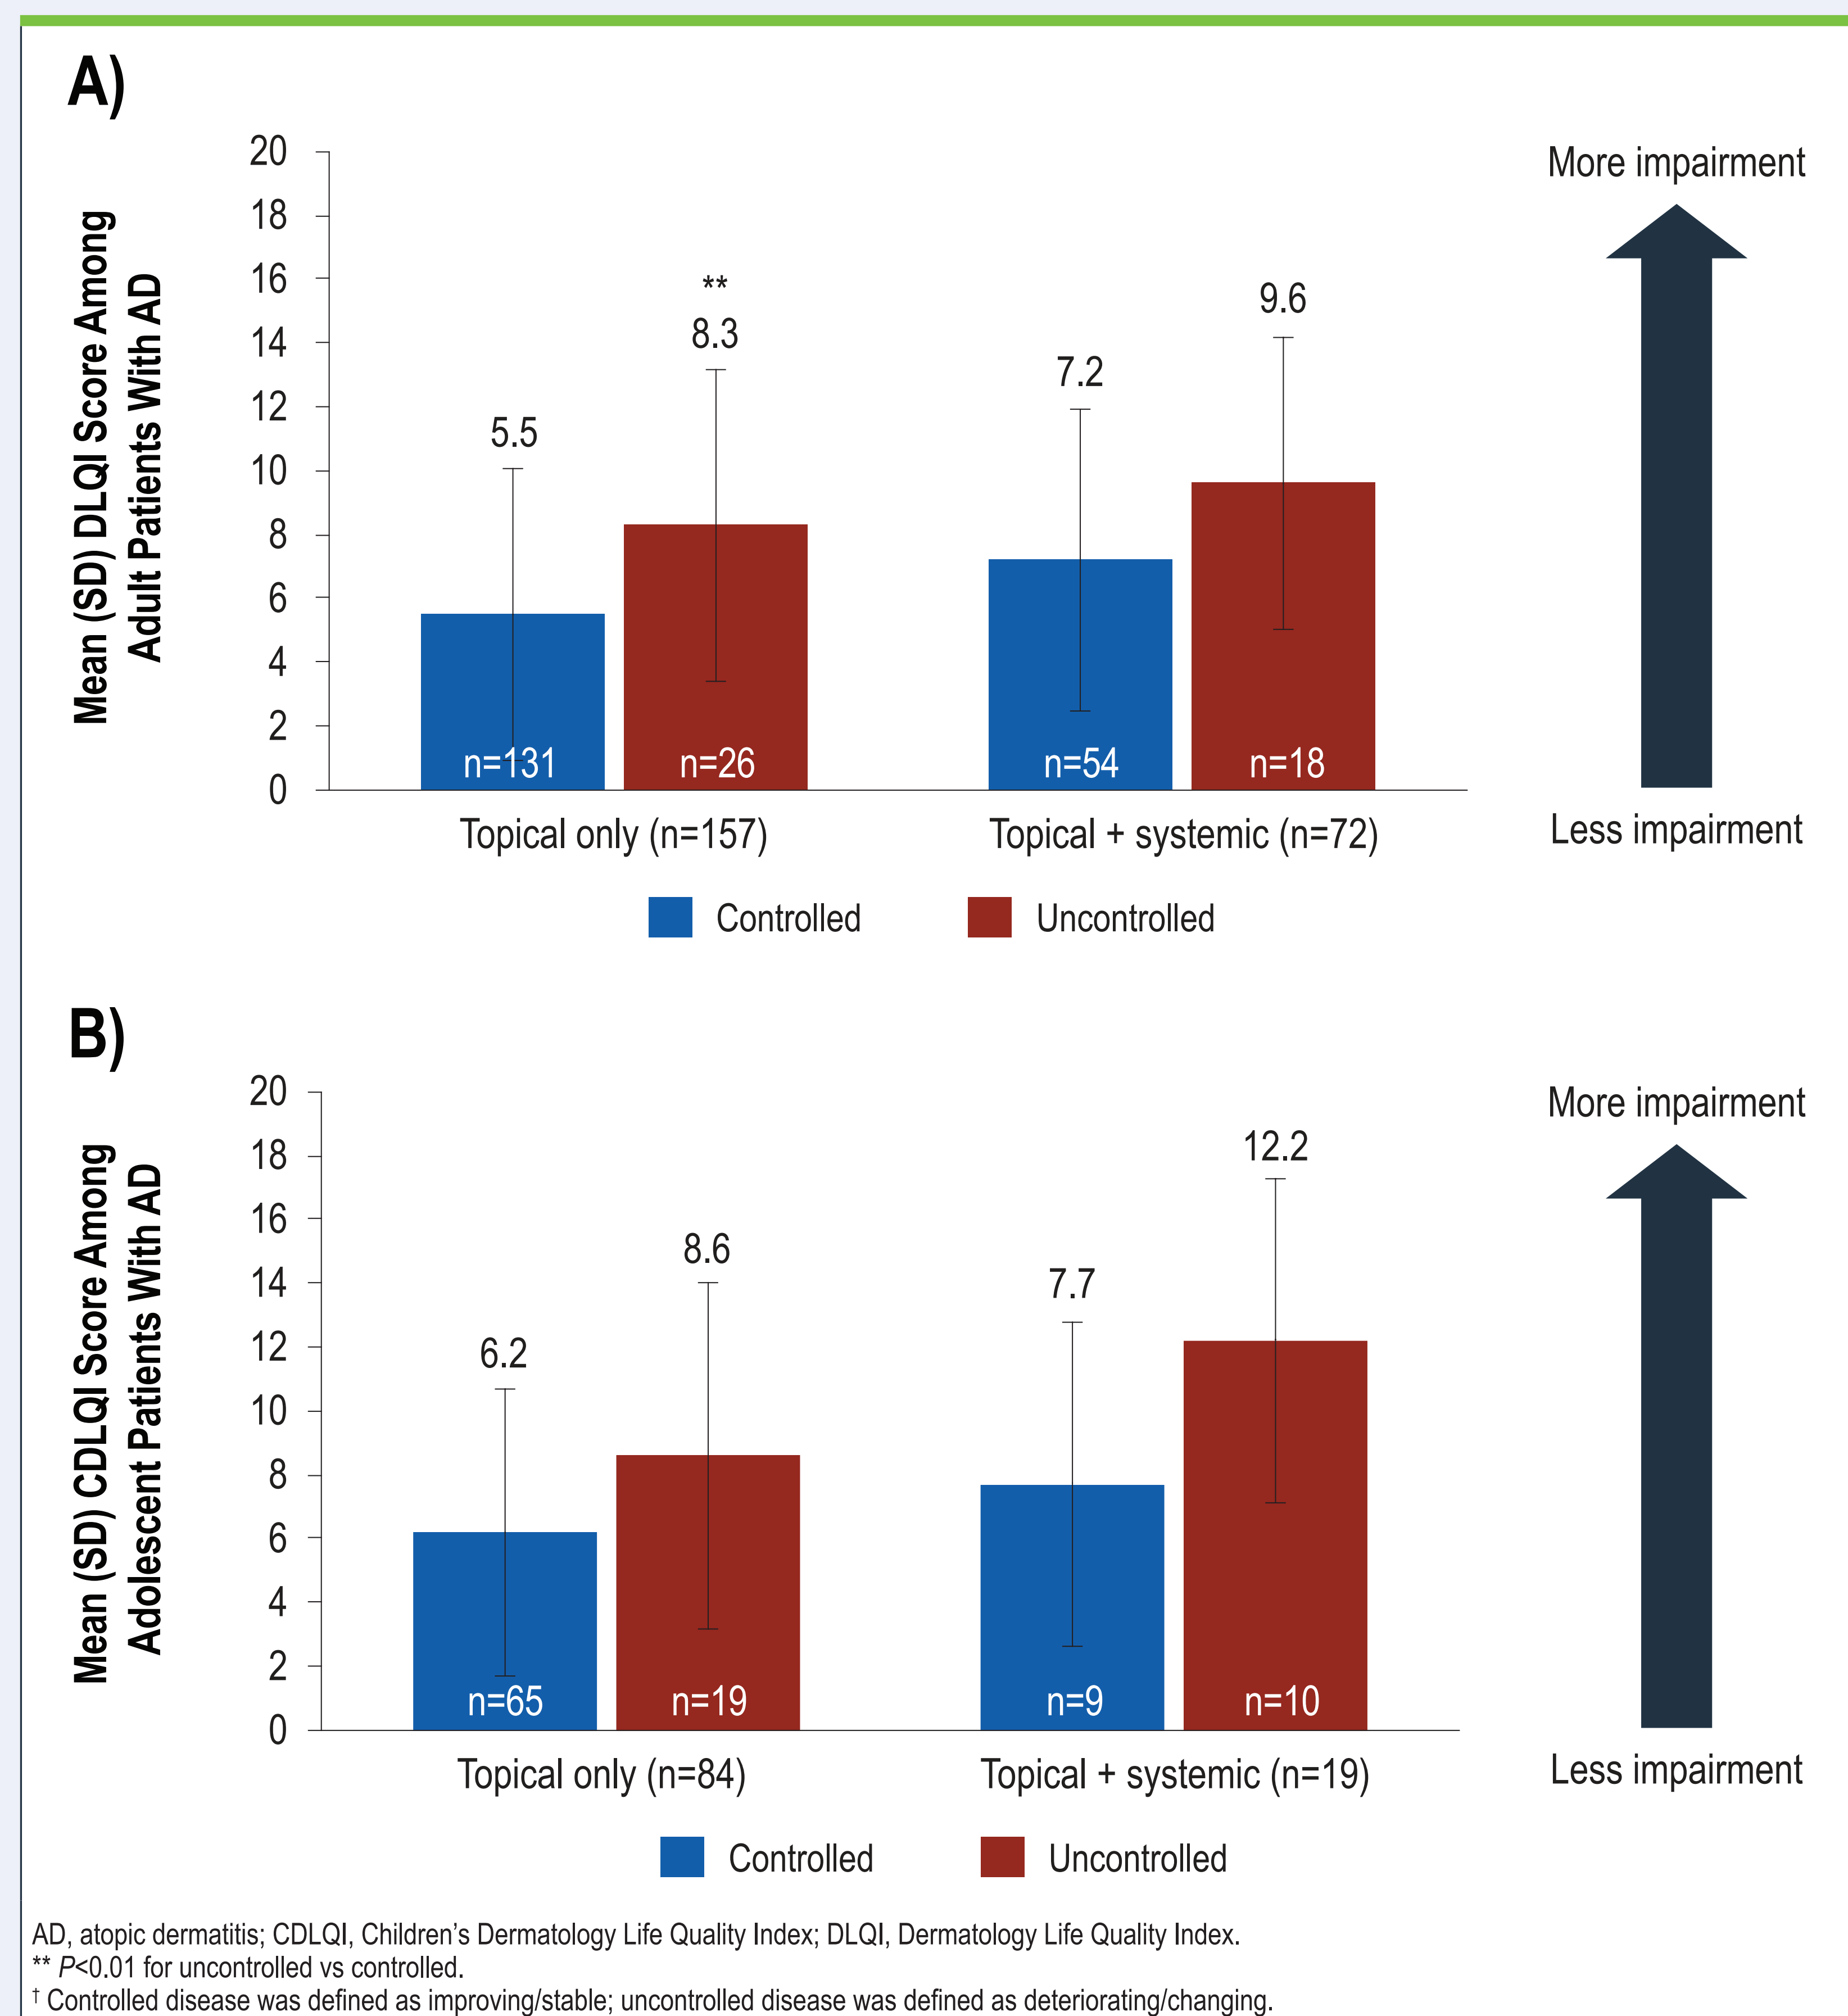 A)
Mean (SD) DLQI Score Among
Adult Patients With AD
20
18
16
14
12
10
8
6
4
2
0
5.5
**
8.3
7.2
9.6
n=131
n=26
n=54
n=18
Topical only (n=157)
Topical + systemic (n=72)
Controlled
Uncontrolled
More impairment
Less impairment
B)
Mean (SD) CDLQI Score Among
Adolescent Patients With AD
20
18
16
14
12
10
8
6
4
2
0
6.2
8.6
7.7
12.2
n=65
n=19
n=9
n=10
Topical only (n=84)
Topical + systemic (n=19)
Controlled
Uncontrolled
More impairment
Less impairment
AD, atopic dermatitis; CDLQI, Children’s Dermatology Life Quality Index; DLQI, Dermatology Life Quality Index.
** P<0.01 for uncontrolled vs controlled.
† Controlled disease was defined as improving/stable; uncontrolled disease was defined as deteriorating/changing.